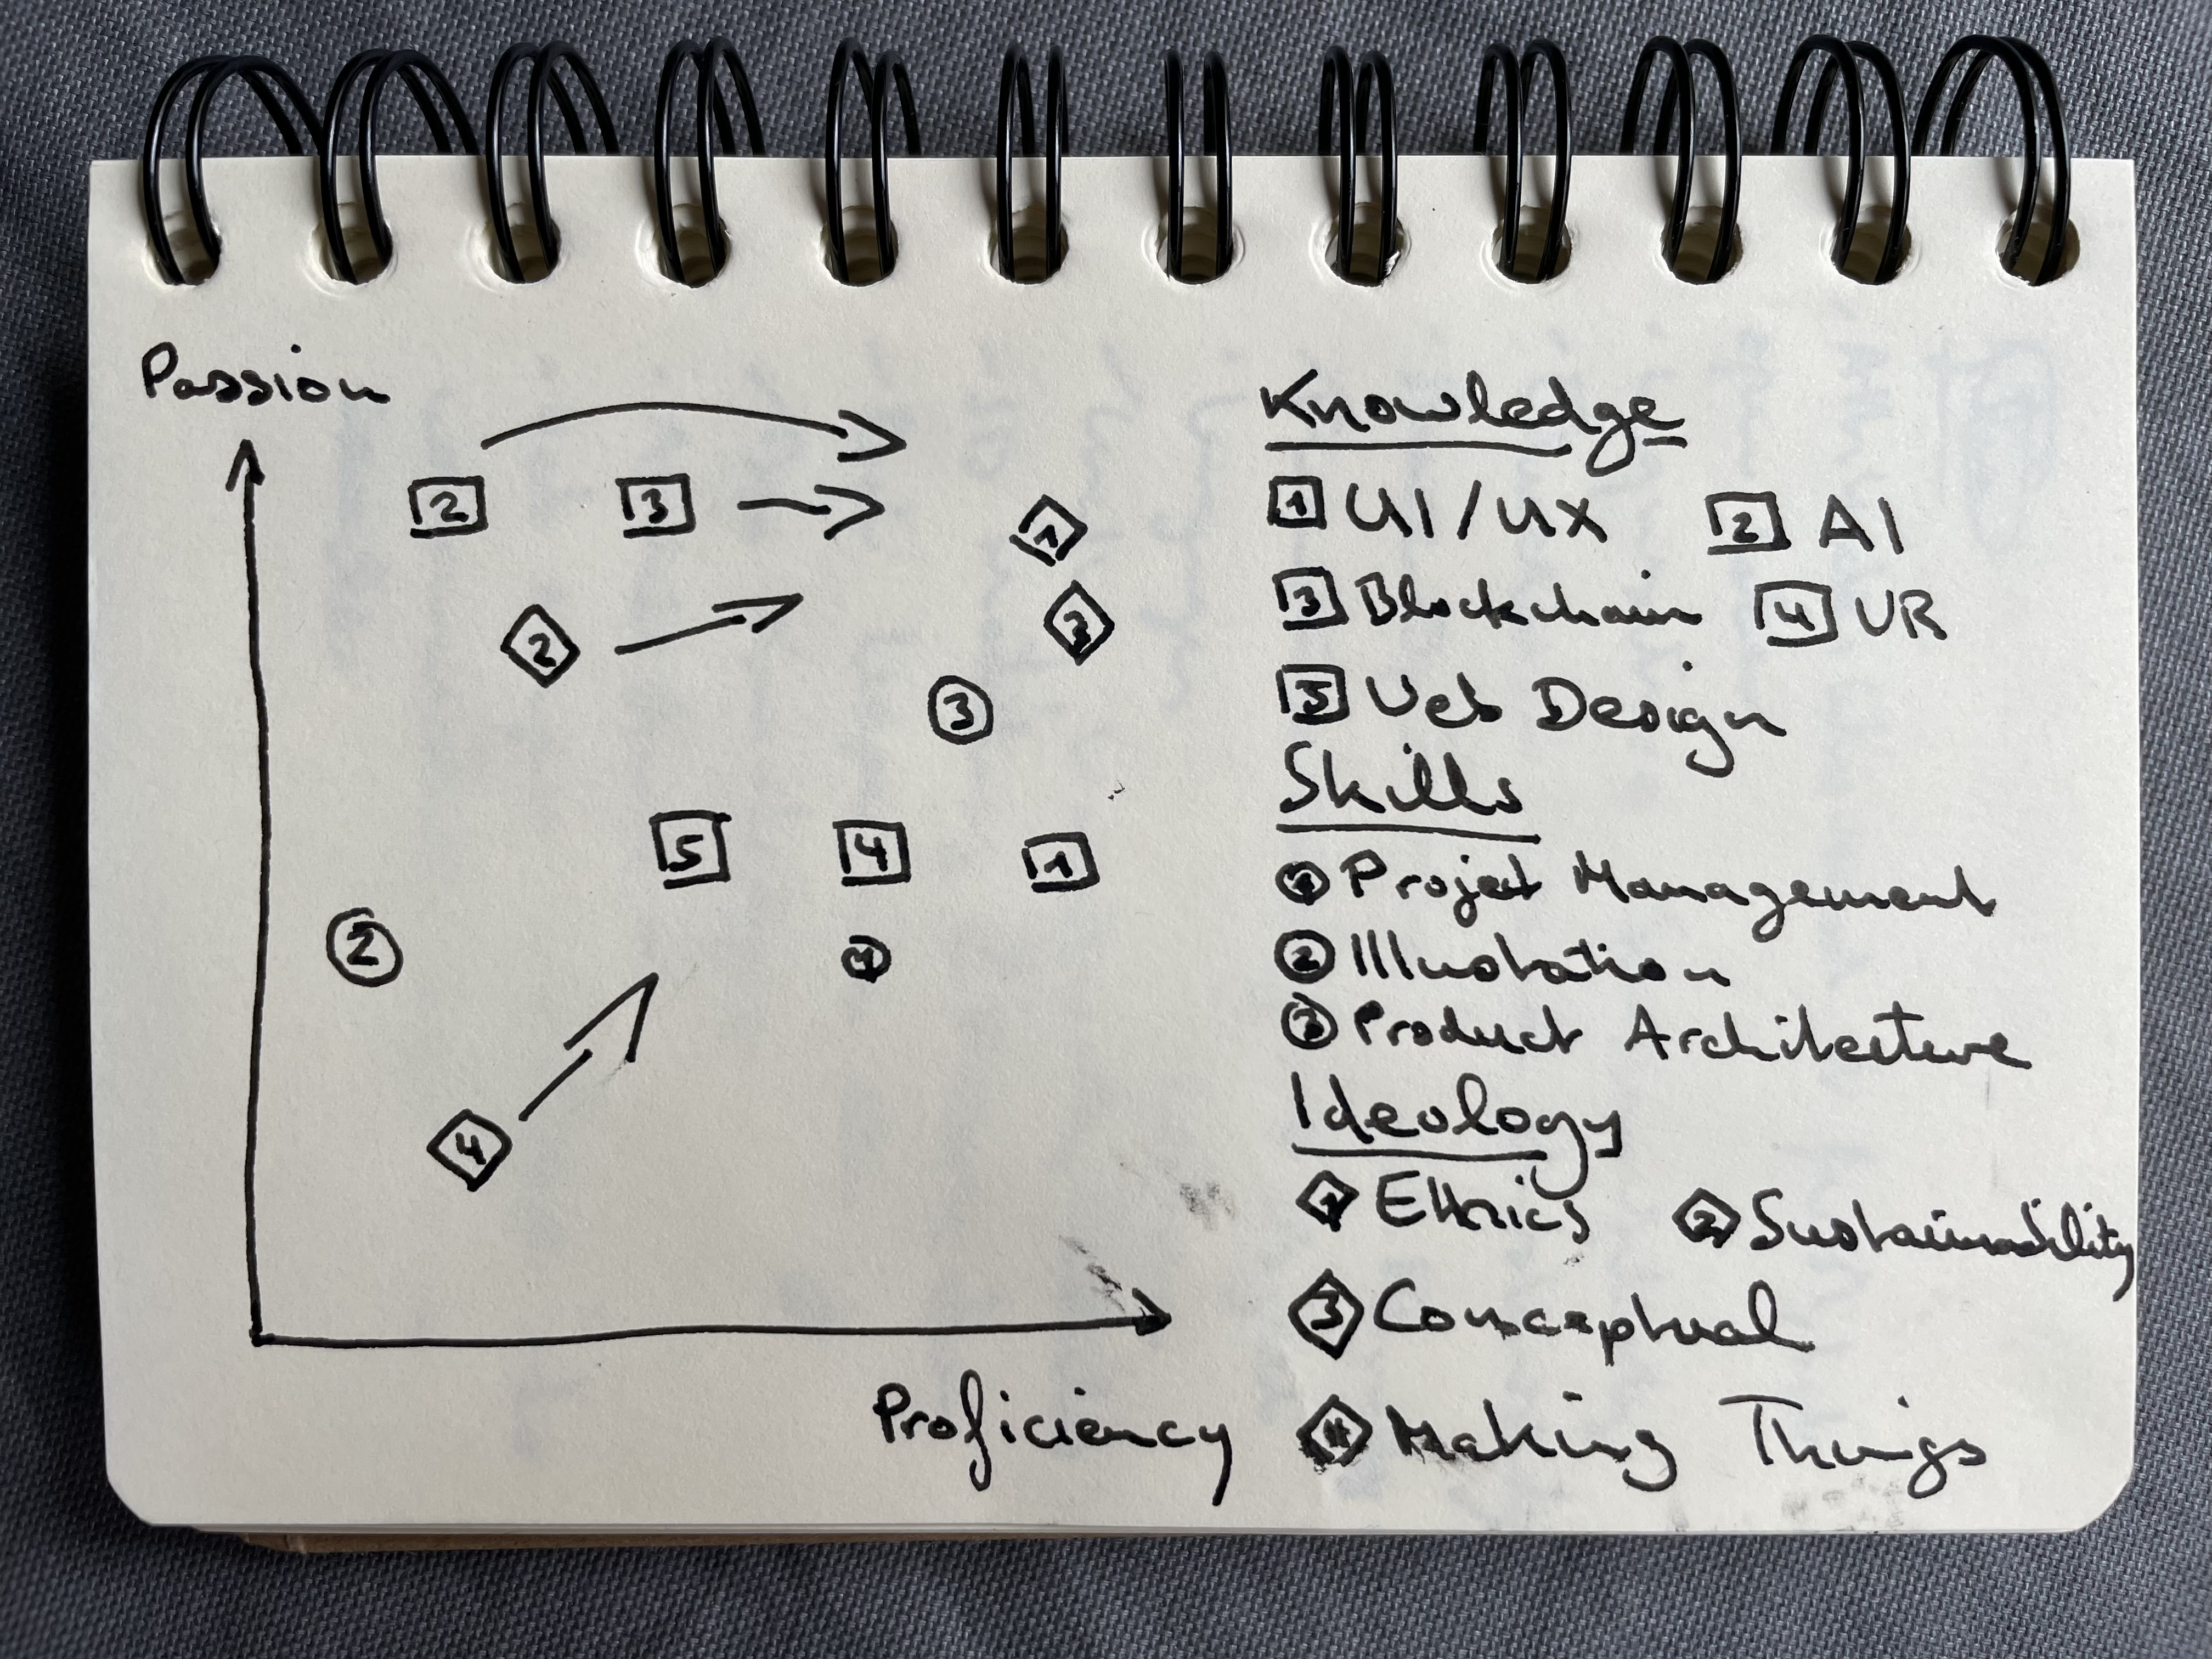 Passion
2 3
1
2
3
3
5 4 1
2
1
4
Proficiency
Knowledge
1 UI/UX 2 AI
3 Blockchain 4 VR
5 Web Design
Skills
1 Project Management
2 Illustration
3 Product Architecture
Ideology
1 Ethics 2 Sustainability
3 Conceptual
4 Making Things